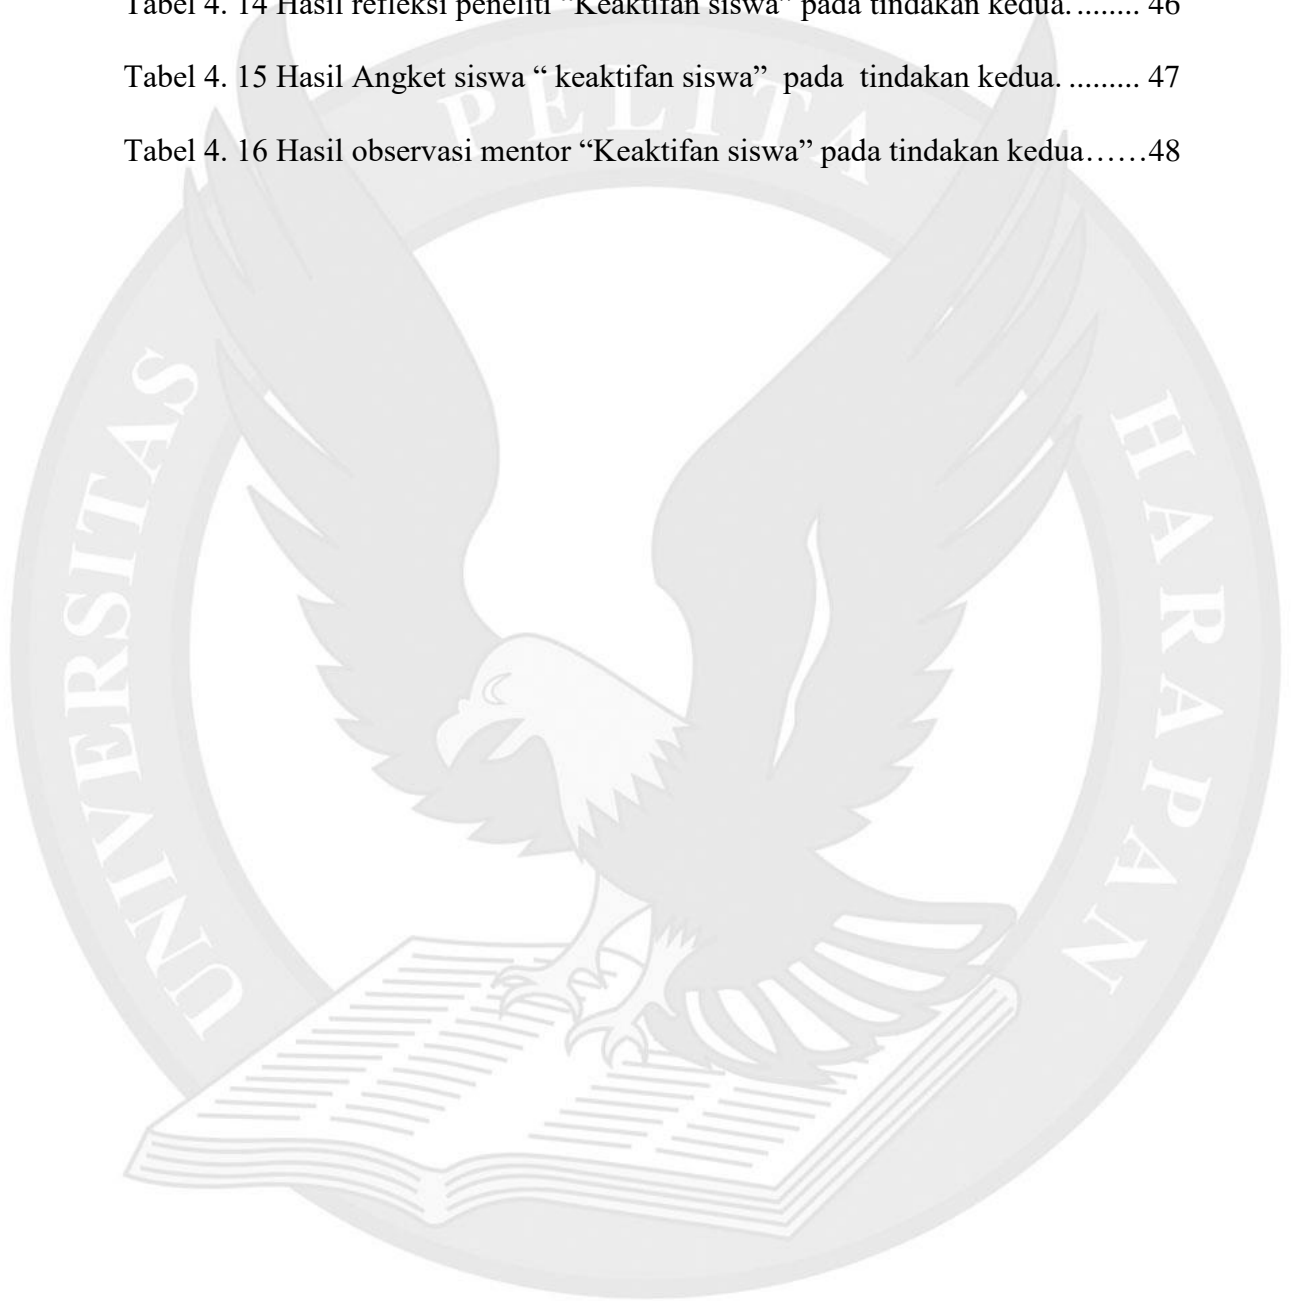 Tabel 4. 14 Hasil refleksi peneliti “Keaktifan siswa” pada tindakan kedua. ........ 46
Tabel 4. 15 Hasil Angket siswa “ keaktifan siswa”  pada  tindakan kedua. ......... 47
Tabel 4. 16 Hasil observasi mentor “Keaktifan siswa” pada tindakan kedua……48
UNIVERSITAS PELITA HARAPAN